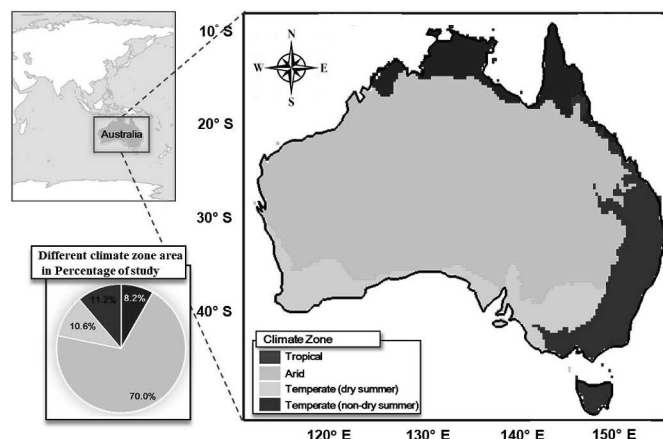 10° S
20° S
30° S
40° S
N
W E
S
Australia
Different climate zone area
in Percentage of study
11.2%
8.2%
10.6%
70.0%
Climate Zone
Tropical
Arid
Temperate (dry summer)
Temperate (non-dry summer)
120° E 130° E 140° E 150° E